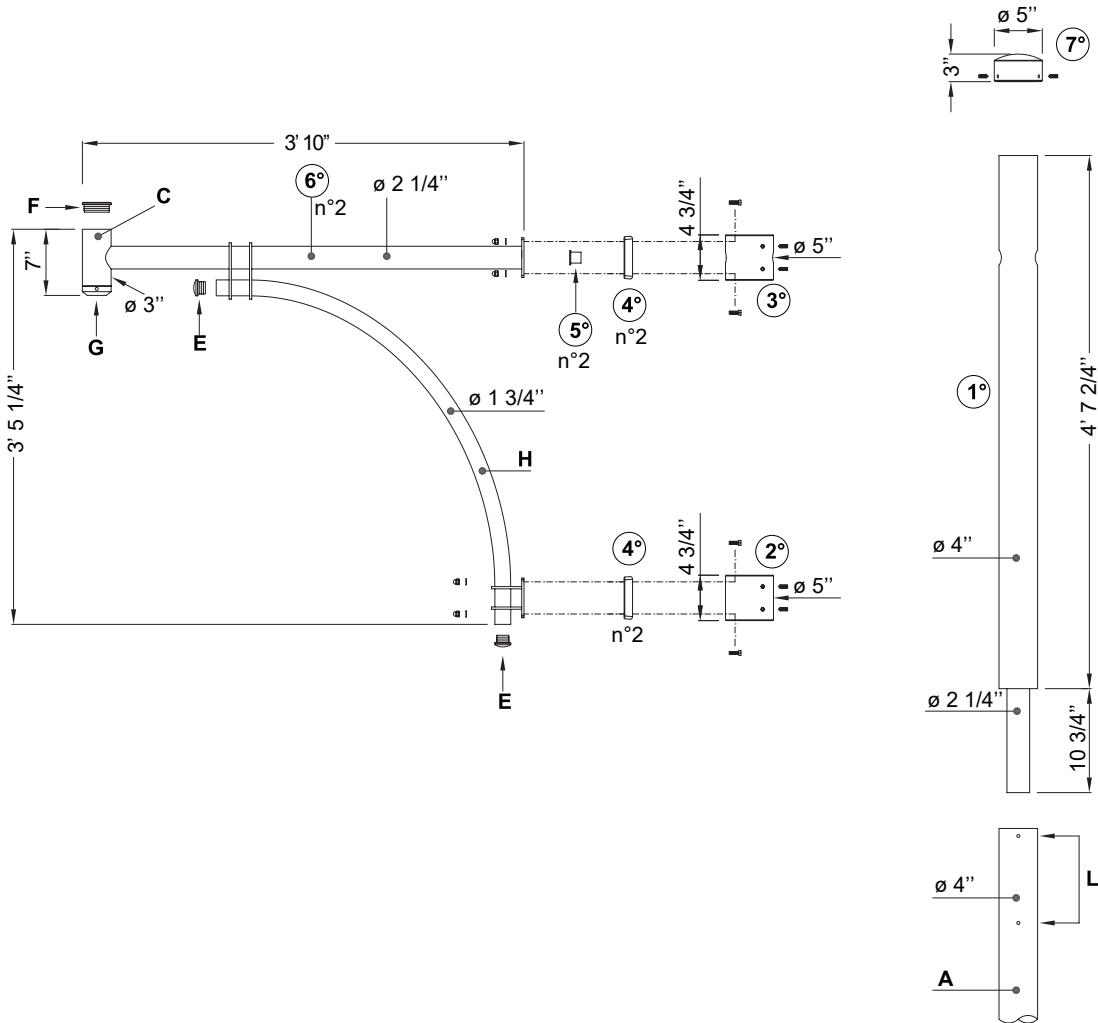 ø 5’’
7°
3’’
3’ 10”
6°
n°2
ø 2 1/4’’
F
C
7’’
ø 3’’
G
E
4 3/4’’
ø 5’’
3°
4°
n°2
5°
n°2
3’ 5 1/4’’
ø 1 3/4’’
H
1°
4’ 7 2/4’’
4°
n°2
4 3/4’’
2°
ø 5’’
E
ø 4’’
ø 2 1/4’’
10 3/4’’
ø 4’’
L
A